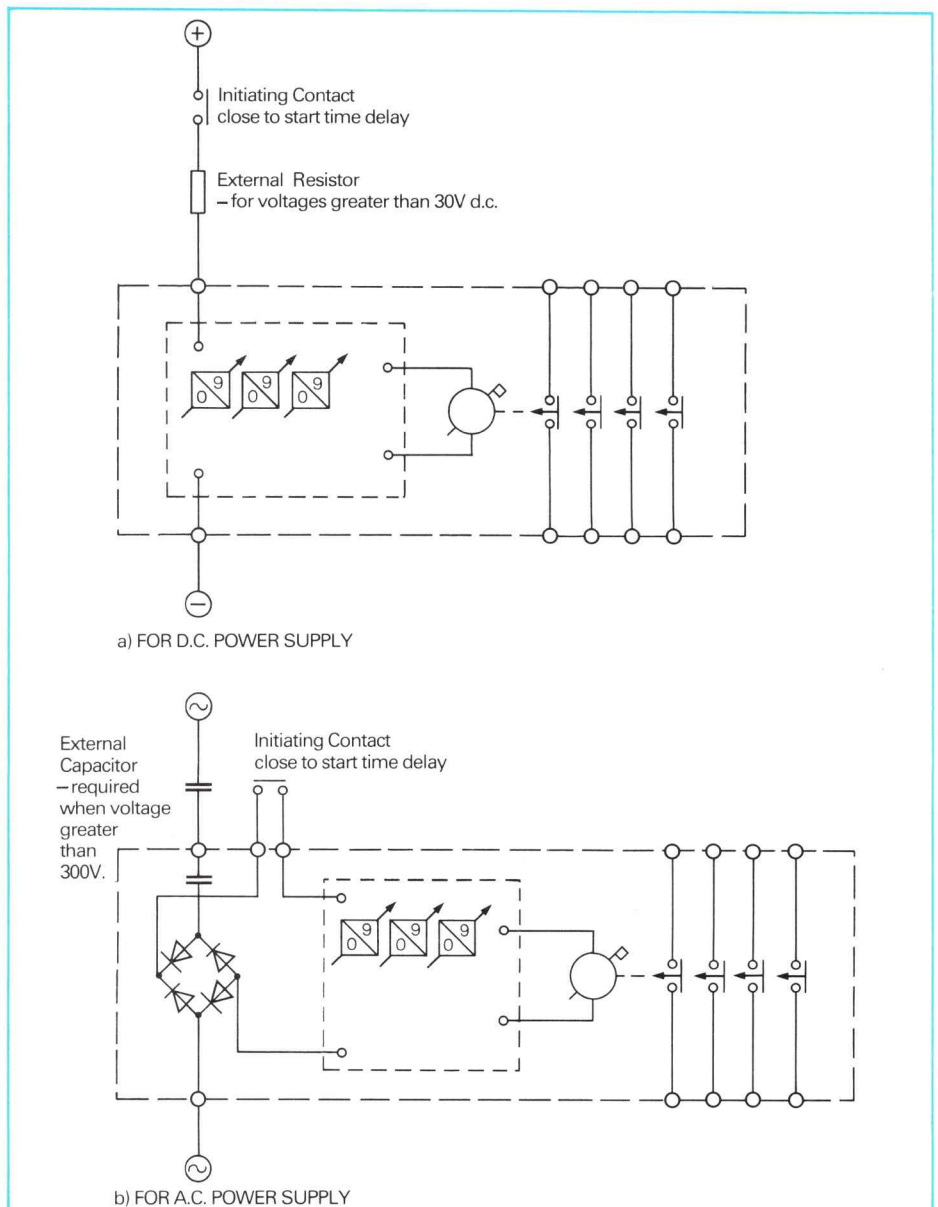 +
Initiating Contact
close to start time delay
External Resistor
– for voltages greater than 30V d.c.
0 9 0 9 0 9
−
a) FOR D.C. POWER SUPPLY
~
External
Capacitor
– required
when voltage
greater
than
300V.
Initiating Contact
close to start time delay
0 9 0 9 0 9
~
b) FOR A.C. POWER SUPPLY